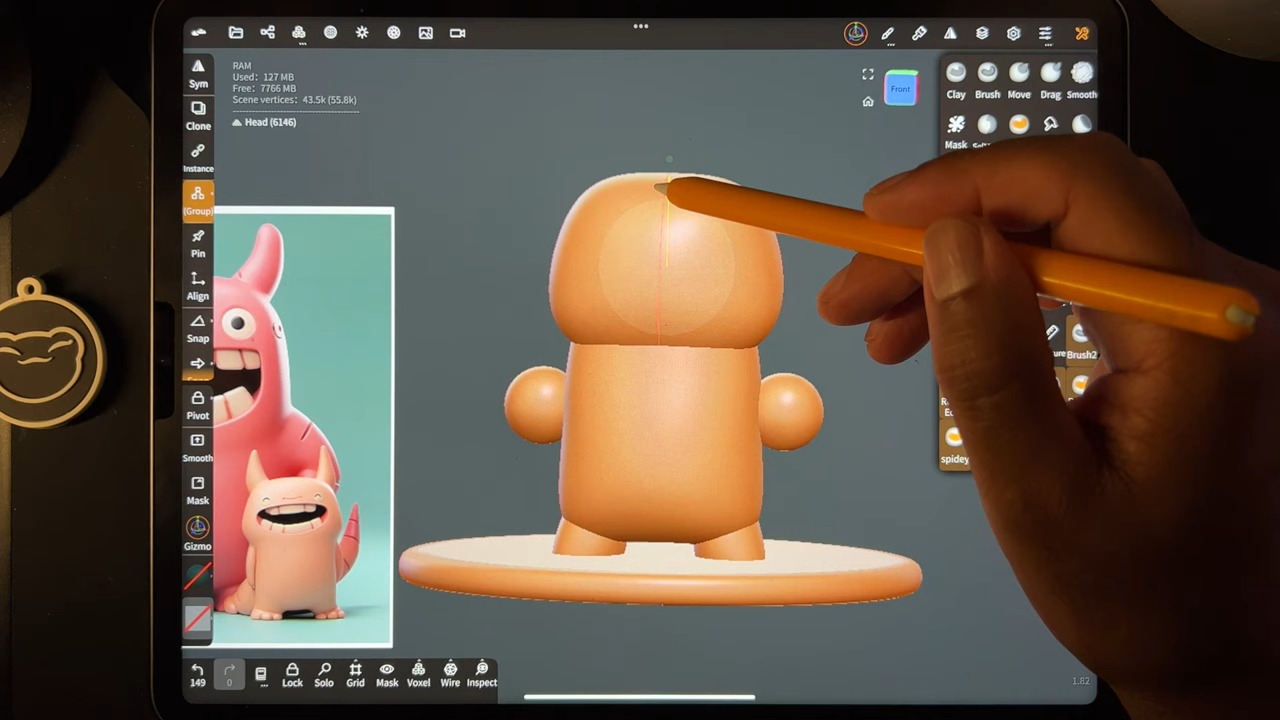 RAM
Used: 127 MB
Free: 7766 MB
Scene vertices: 43.5k (55.8k)
Head (6146)
Front
Sym
Clone
Instance
(Group)
Pin
Align
Snap
Pivot
Smooth
Mask
Gizmo
Clay Brush Move Drag Smooth
Mask
Brush2
spidey
149 0 Lock Solo Grid Mask Voxel Wire Inspect
1.82